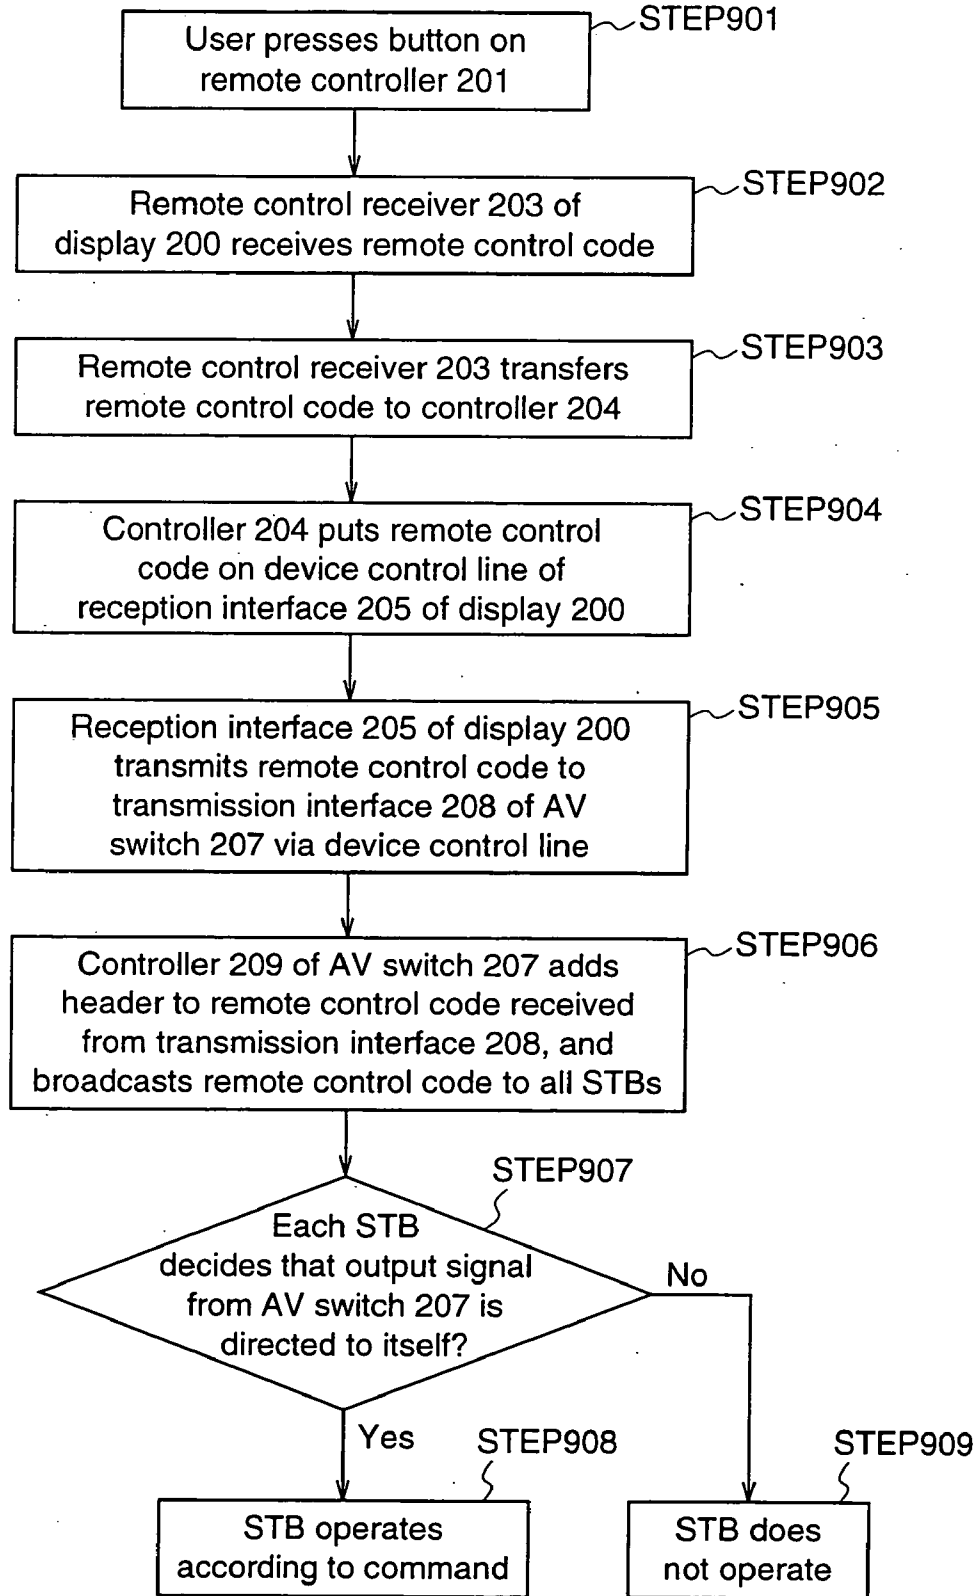 STEP901
User presses button on
remote controller 201
STEP902
Remote control receiver 203 of
display 200 receives remote control code
STEP903
Remote control receiver 203 transfers
remote control code to controller 204
STEP904
Controller 204 puts remote control
code on device control line of
reception interface 205 of display 200
STEP905
Reception interface 205 of display 200
transmits remote control code to
transmission interface 208 of AV
switch 207 via device control line
STEP906
Controller 209 of AV switch 207 adds
header to remote control code received
from transmission interface 208, and
broadcasts remote control code to all STBs
STEP907
Each STB
decides that output signal
from AV switch 207 is
directed to itself?
No
Yes
STEP908
STB operates
according to command
STEP909
STB does
not operate